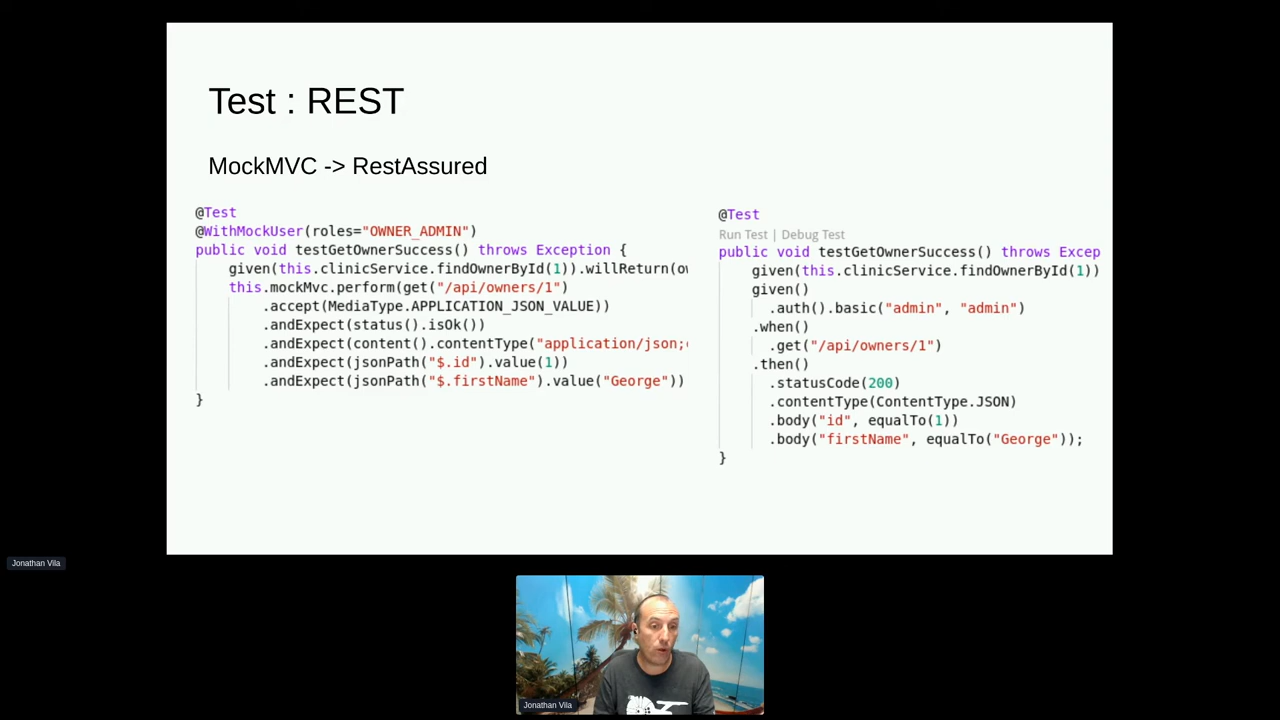 Test : REST
MockMVC -> RestAssured
@Test
@WithMockUser(roles="OWNER_ADMIN")
public void testGetOwnerSuccess() throws Exception {
given(this.clinicService.findOwnerById(1)).willReturn(ow
this.mockMvc.perform(get("/api/owners/1")
.accept(MediaType.APPLICATION_JSON_VALUE))
.andExpect(status().isOk())
.andExpect(content().contentType("application/json;c
.andExpect(jsonPath("$.id").value(1))
.andExpect(jsonPath("$.firstName").value("George"))
}
@Test
Run Test | Debug Test
public void testGetOwnerSuccess() throws Excep
given(this.clinicService.findOwnerById(1))
given()
.auth().basic("admin", "admin")
.when()
.get("/api/owners/1")
.then()
.statusCode(200)
.contentType(ContentType.JSON)
.body("id", equalTo(1))
.body("firstName", equalTo("George"));
}
Jonathan Vila
Jonathan Vila